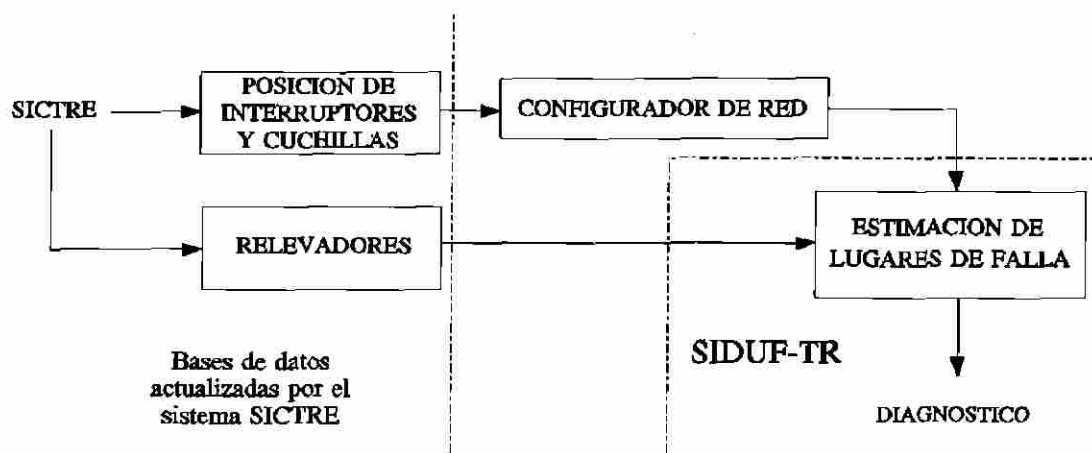 SICTRE
POSICION DE
INTERRUPTORES
Y CUCHILLAS
CONFIGURADOR DE RED
RELEVADORES
ESTIMACION DE
LUGARES DE FALLA
Bases de datos
actualizadas por el
sistema SICTRE
SIDUF-TR
DIAGNOSTICO